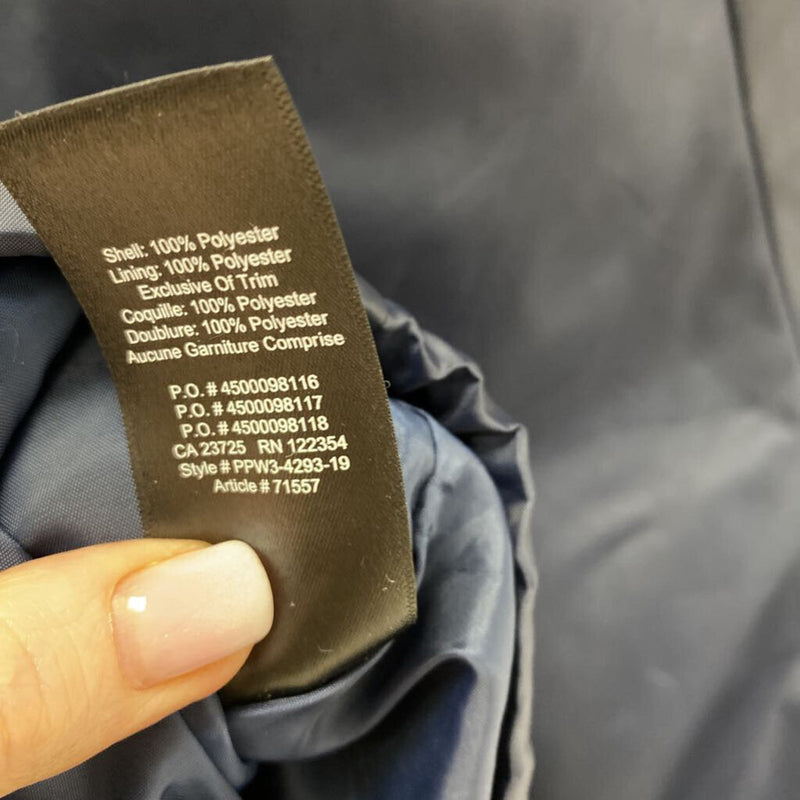 Shell: 100% Polyester
Lining: 100% Polyester
Exclusive Of Trim
Coquille: 100% Polyester
Doublure: 100% Polyester
Aucune Garniture Comprise
P.O. # 4500098116
P.O. # 4500098117
P.O. # 4500098118
CA 23725 RN 122354
Style # PPW3-4293-19
Article # 71557